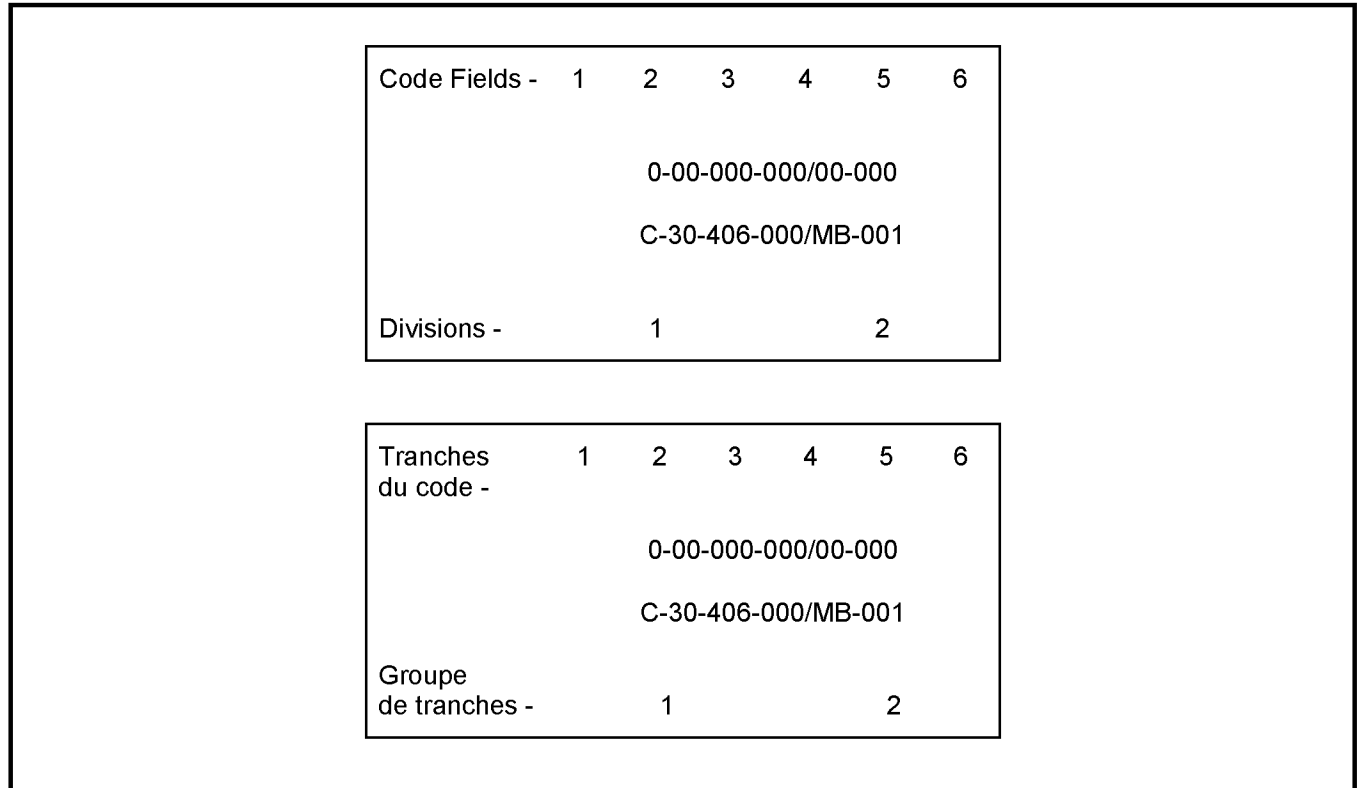 Code Fields - 1 2 3 4 5 6
0-00-000-000/00-000
C-30-406-000/MB-001
Divisions - 1 2
Tranches 1 2 3 4 5 6
du code -
0-00-000-000/00-000
C-30-406-000/MB-001
Groupe
de tranches - 1 2